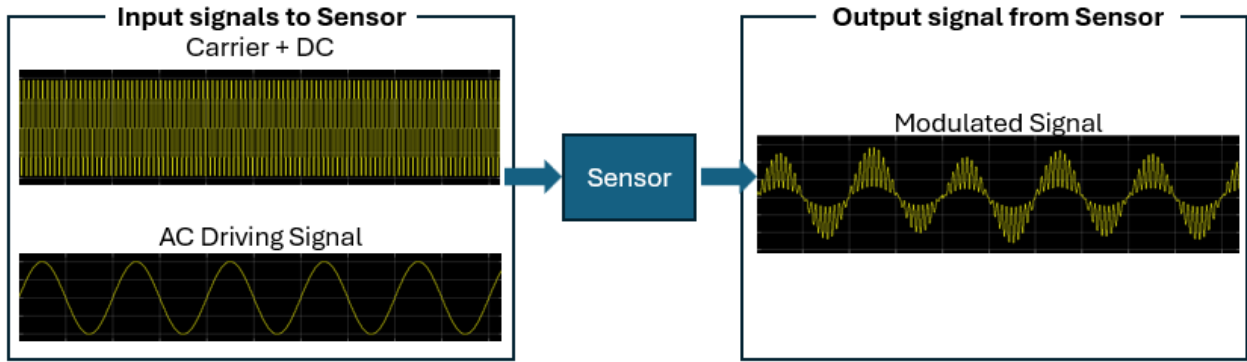 Input signals to Sensor
Carrier + DC
AC Driving Signal
Sensor
Output signal from Sensor
Modulated Signal